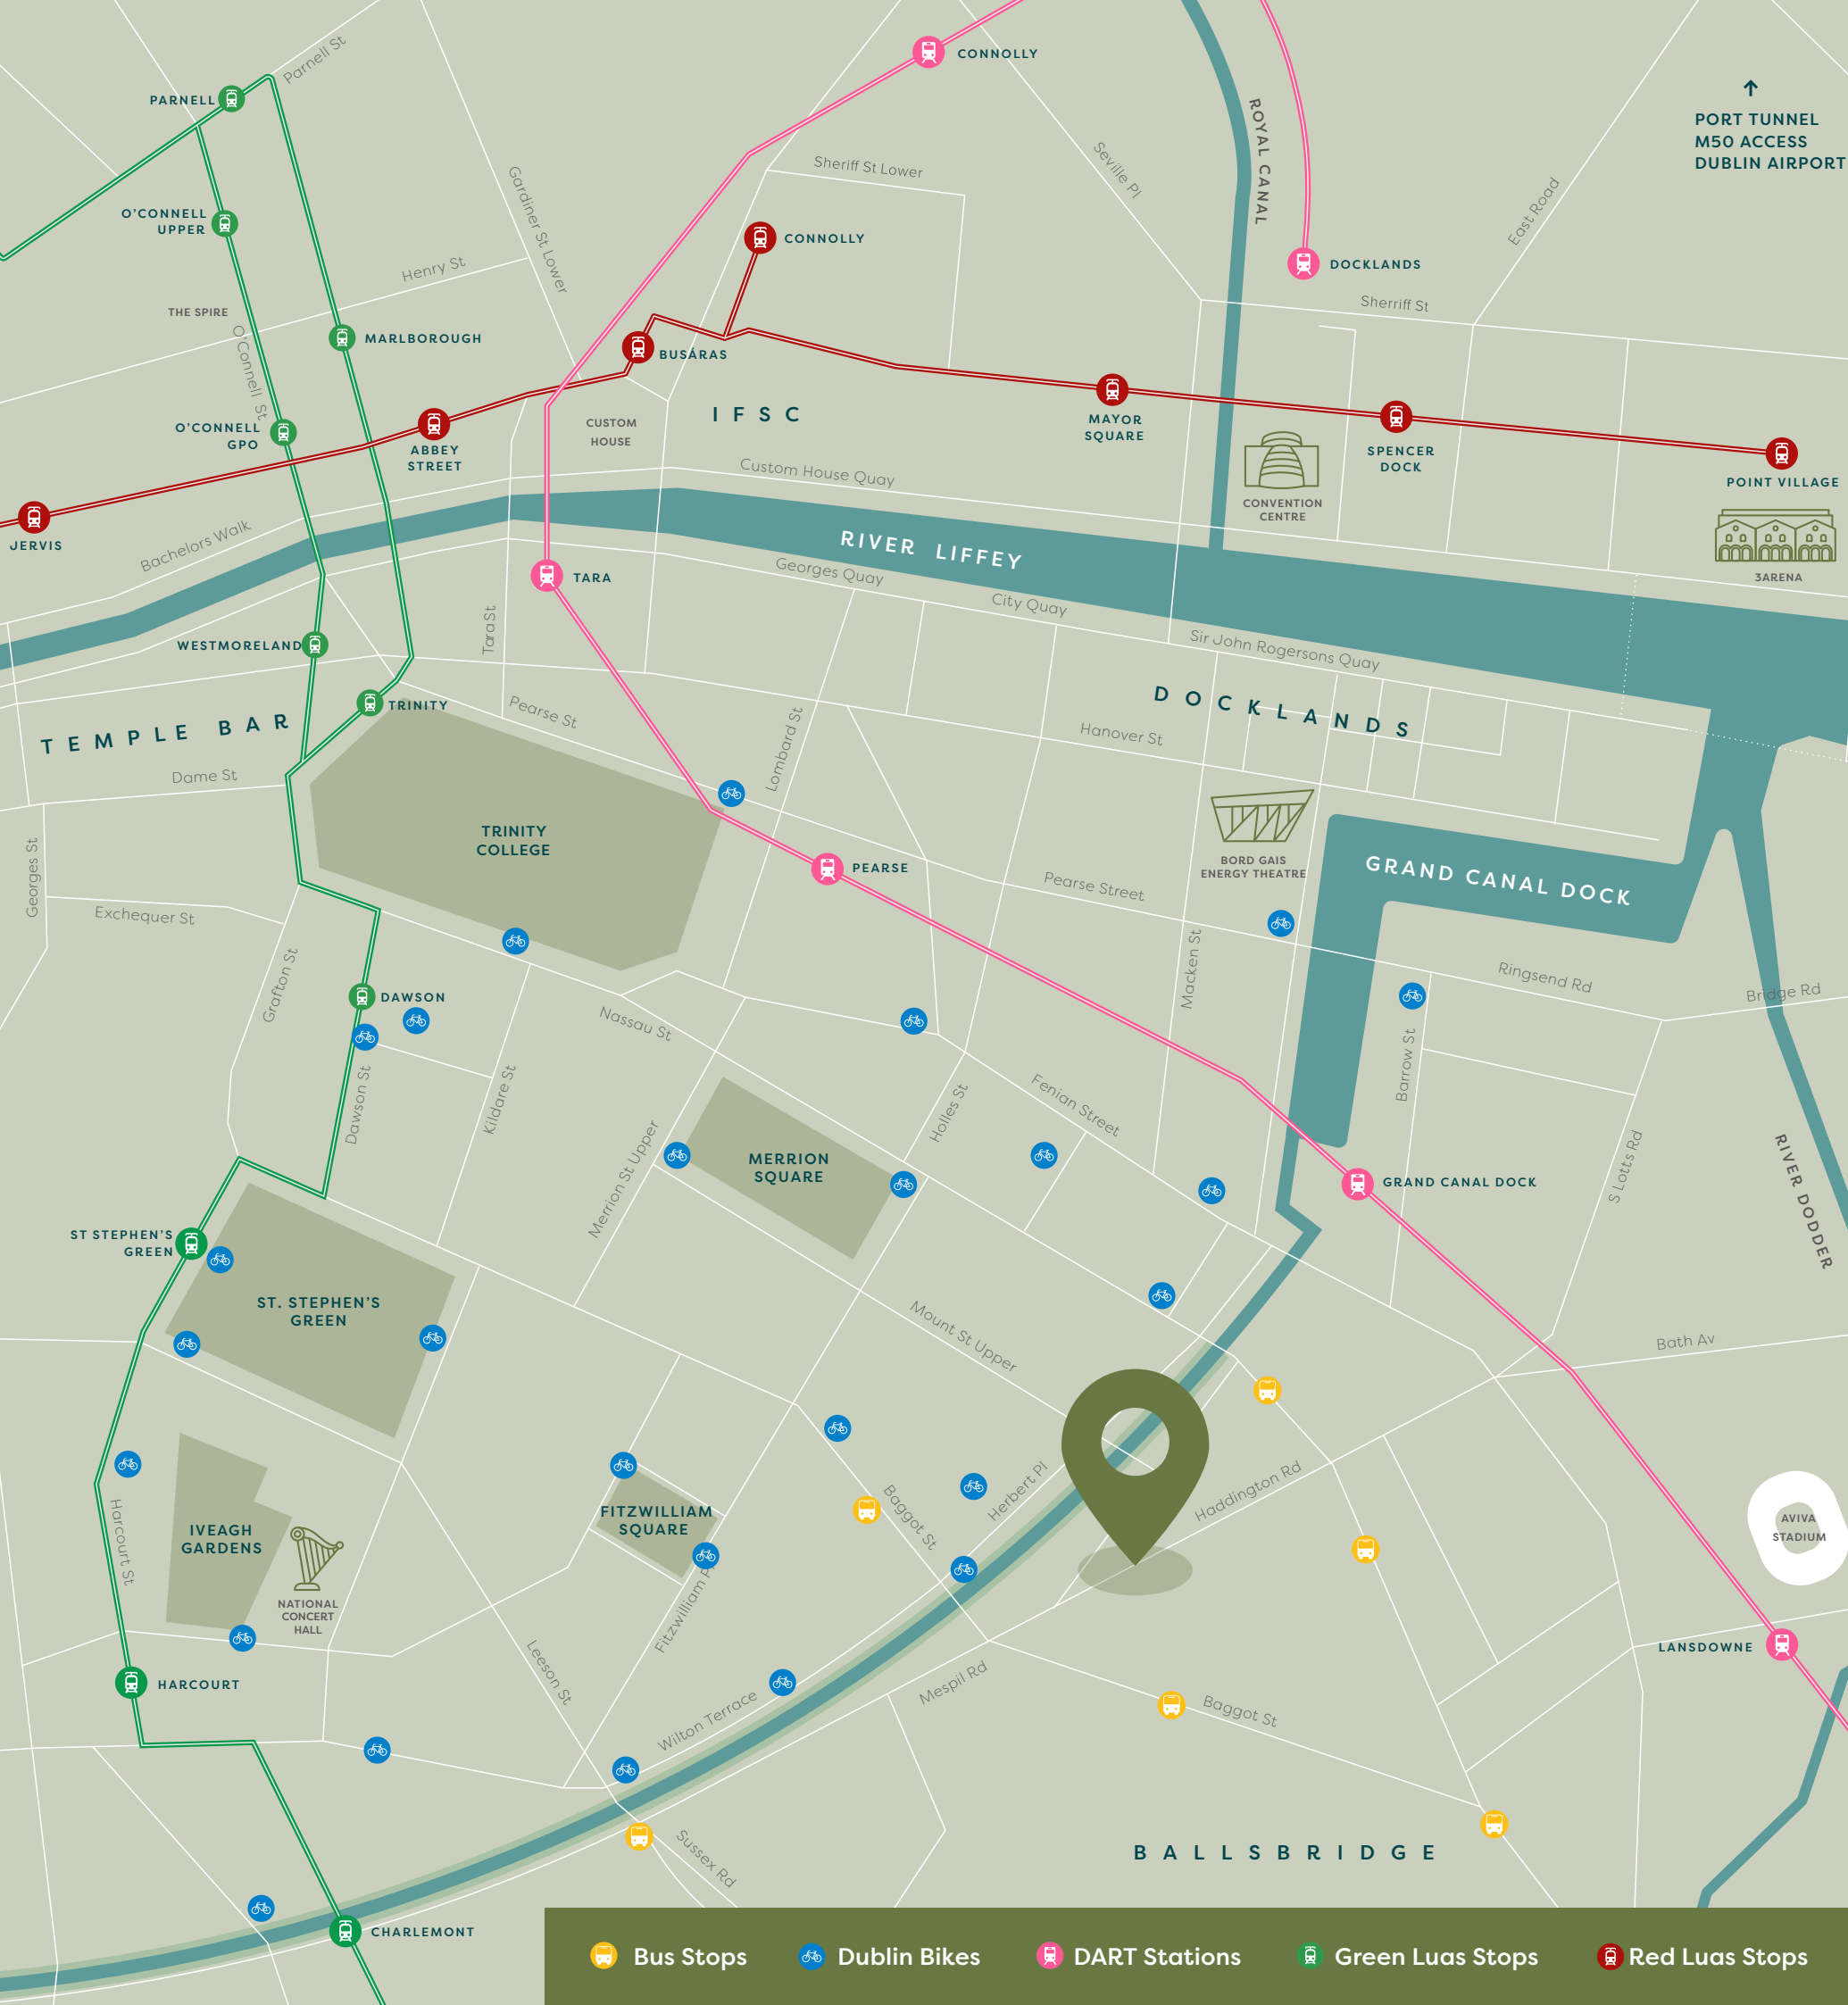 CONNOLLY
Parnell St
PARNELL
ROYAL CANAL
PORT TUNNEL
M50 ACCESS
DUBLIN AIRPORT
Seville Pl
Sheriff St Lower
Gardiner St Lower
East Road
O'CONNELL
UPPER
CONNOLLY
DOCKLANDS
Henry St
Sherriff St
THE SPIRE
O'Connell St
MARLBOROUGH
BUSÁRAS
IFSC
CUSTOM
HOUSE
MAYOR
SQUARE
O'CONNELL
GPO
ABBEY
STREET
SPENCER
DOCK
POINT VILLAGE
Custom House Quay
CONVENTION
CENTRE
JERVIS
Bachelors Walk
RIVER LIFFEY
3ARENA
Georges Quay
TARA
City Quay
Tara St
WESTMORELAND
Sir John Rogersons Quay
TRINITY
Pearse St
DOCKLANDS
TEMPLE BAR
Lombard St
Hanover St
Dame St
TRINITY
COLLEGE
BORD GAIS
ENERGY THEATRE
GRAND CANAL DOCK
PEARSE
Georges St
Pearse Street
Exchequer St
Grafton St
Macken St
Ringsend Rd
Bridge Rd
DAWSON
Nassau St
Dawson St
Kildare St
Barrow St
Fenian Street
Holles St
Merrion St Upper
MERRION
SQUARE
S Lotts Rd
RIVER DODDER
GRAND CANAL DOCK
ST STEPHEN'S
GREEN
ST. STEPHEN'S
GREEN
Mount St Upper
Bath Av
Harcourt St
IVEAGH
GARDENS
FITZWILLIAM
SQUARE
Baggot St
Herbert Pl
Haddington Rd
AVIVA
STADIUM
NATIONAL
CONCERT
HALL
Fitzwilliam
Leeson St
LANSDOWNE
HARCOURT
Mespil Rd
Wilton Terrace
Baggot St
Sussex Rd
BALLSBRIDGE
CHARLEMONT
Bus Stops
Dublin Bikes
DART Stations
Green Luas Stops
Red Luas Stops